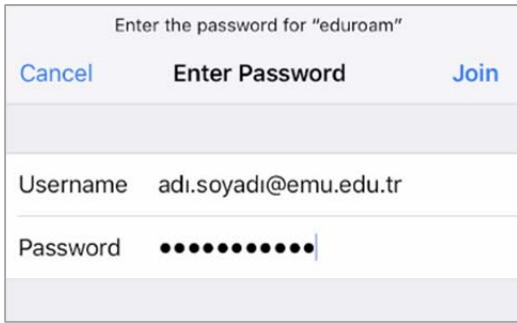 Enter the password for “eduroam”
Cancel Enter Password Join
Username adı.soyadı@emu.edu.tr
Password •••••••••••